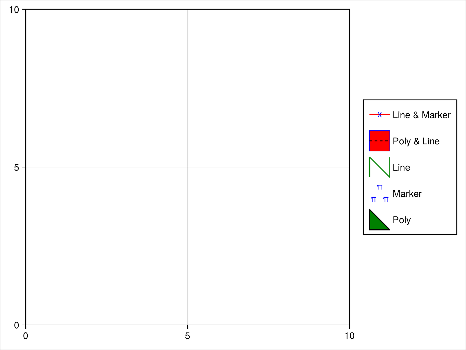 10
5
0
0
5
10
Line & Marker
Poly & Line
Line
Marker
π
π π
Poly